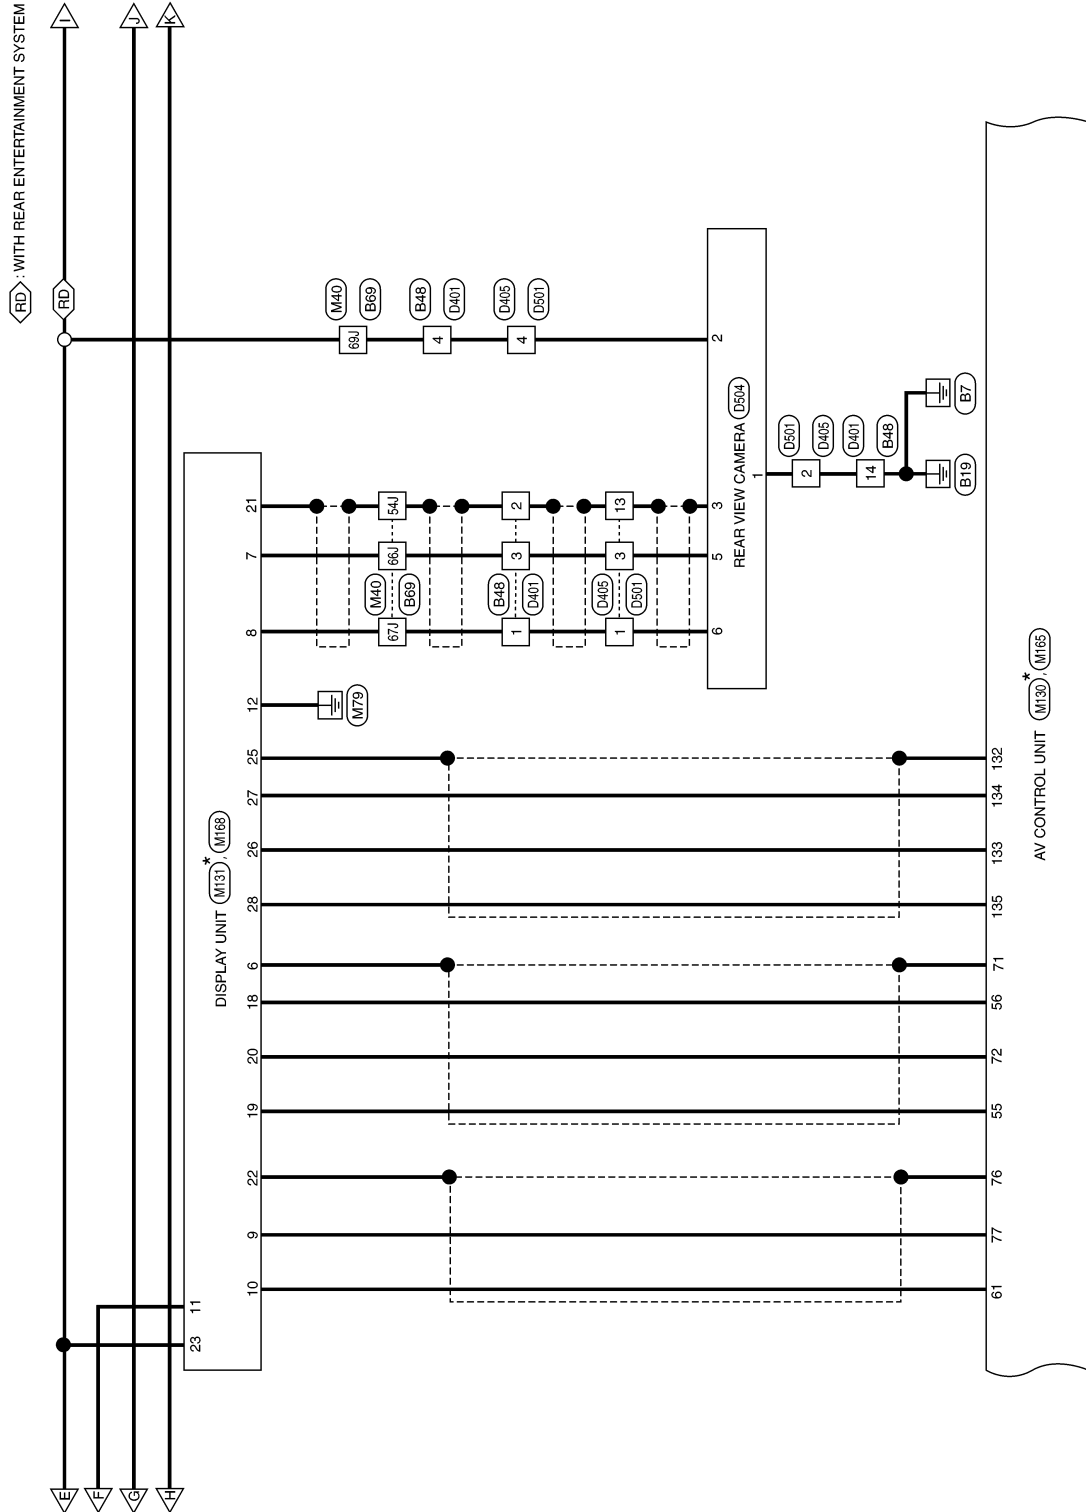 RD : WITH REAR ENTERTAINMENT SYSTEM
E
F
G
H
I
J
K
RD
23
11
DISPLAY UNIT M131 *, M168
10
9
22
19
20
18
6
28
26
27
25
12
8
7
21
M79
M40
B69
67J
66J
54J
B48
D401
1
3
2
D405
D501
1
3
13
M40
B69
69J
B48
D401
4
D405
D501
4
6
5
3
2
REAR VIEW CAMERA D504
1
D501
D405
2
D401
B48
14
B19
B7
61
77
76
55
72
56
71
135
133
134
132
AV CONTROL UNIT M130 *, M165